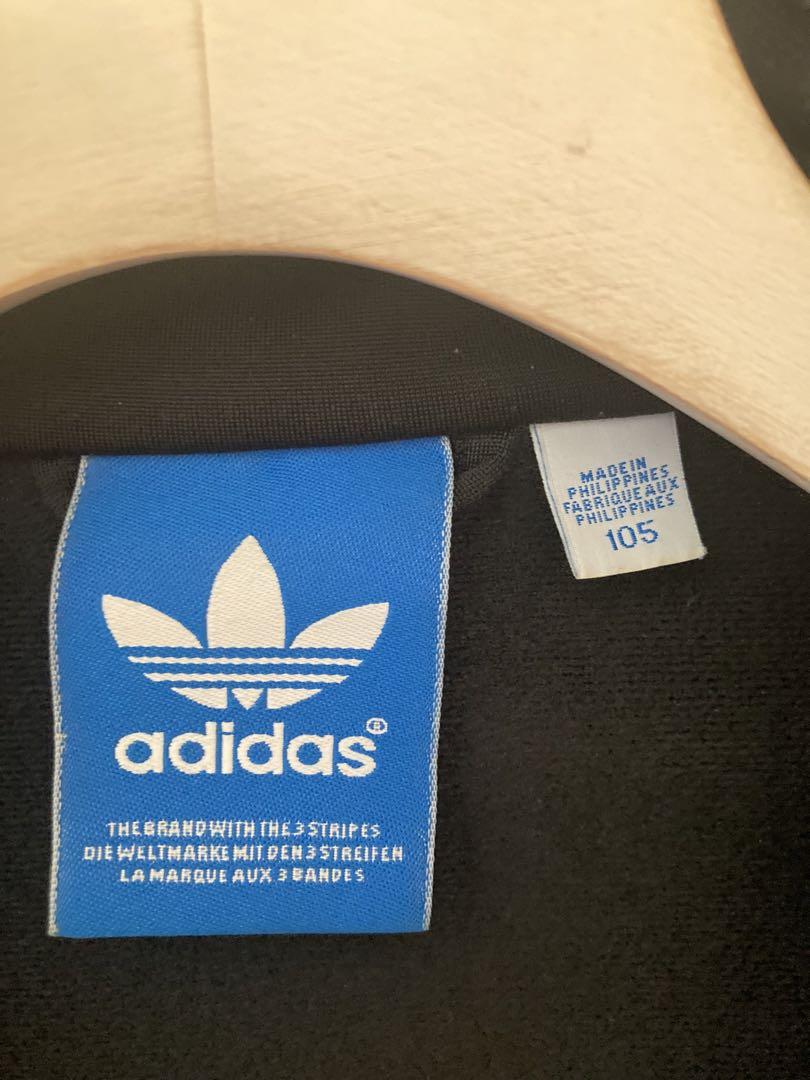 adidas®
THE BRAND WITH THE 3 STRIPES
DIE WELTMARKE MIT DEN 3 STREIFEN
LA MARQUE AUX 3 BANDES
MADE IN
PHILIPPINES
FABRIQUE AUX
PHILIPPINES
105